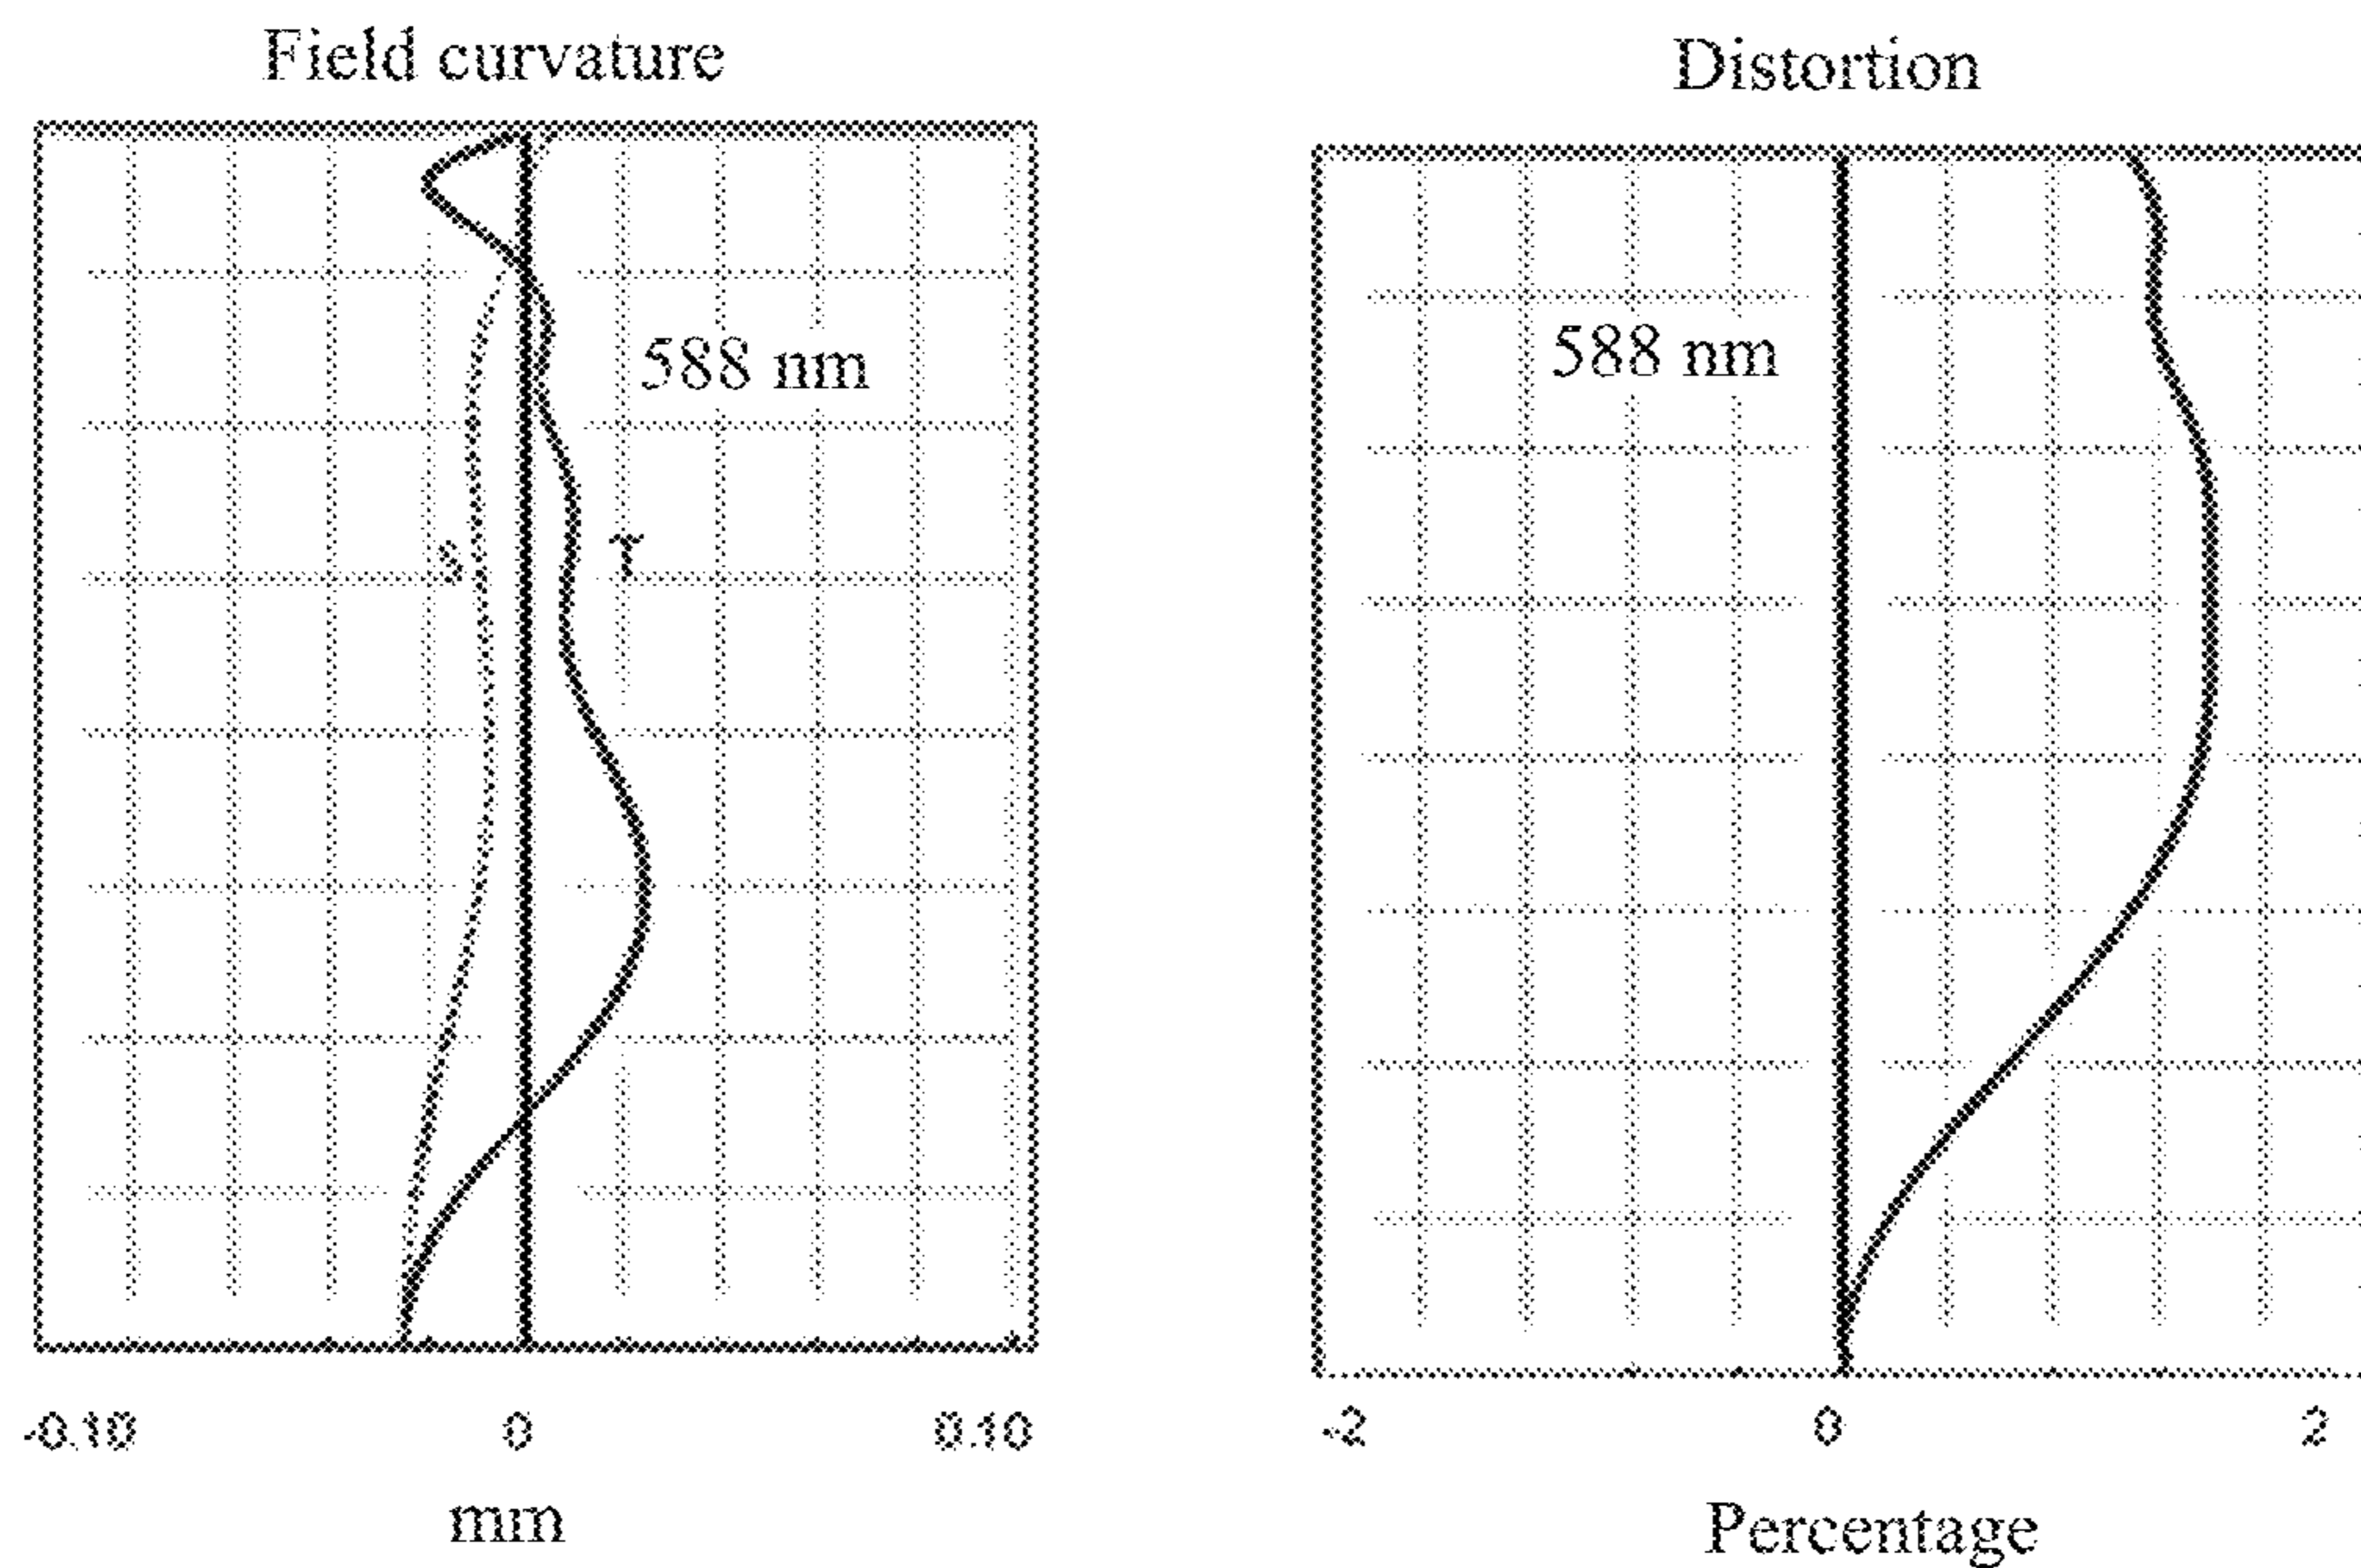 Field curvature
588 nm
S
T
-0.10
0
0.10
mm
Distortion
588 nm
-2
0
2
Percentage